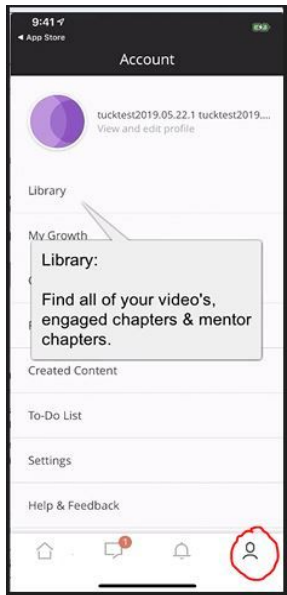 9:41
App Store
Account
tucktest2019.05.22.1 tucktest2019....
View and edit profile
Library
My Growth
Library:
Find all of your video's,
engaged chapters & mentor
chapters.
Created Content
To-Do List
Settings
Help & Feedback
1